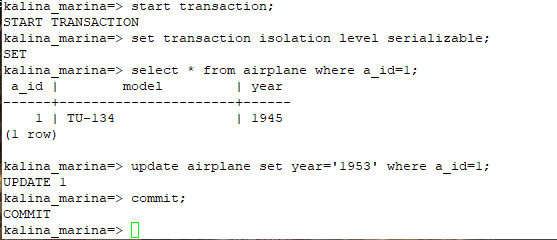 kalina_marina=> start transaction;
START TRANSACTION
kalina_marina=> set transaction isolation level serializable;
SET
kalina_marina=> select * from airplane where a_id=1;
 a_id |        model         | year
------+----------------------+------
    1 | TU-134               | 1945
(1 row)

kalina_marina=> update airplane set year='1953' where a_id=1;
UPDATE 1
kalina_marina=> commit;
COMMIT
kalina_marina=>